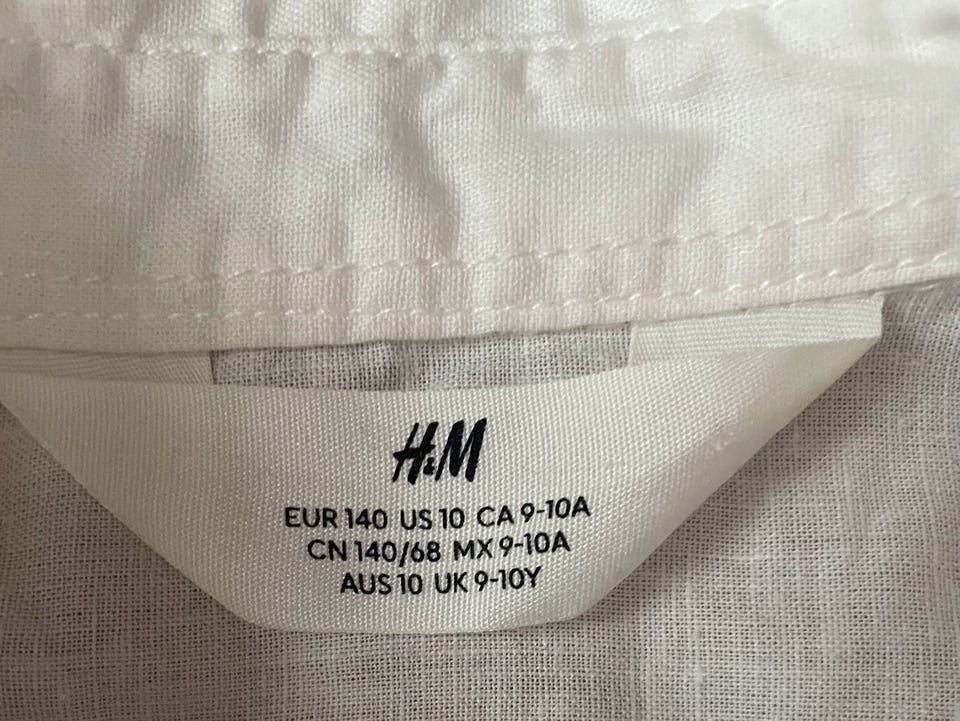 H&M
EUR 140 US 10 CA 9-10A
CN 140/68 MX 9-10A
AUS 10 UK 9-10Y